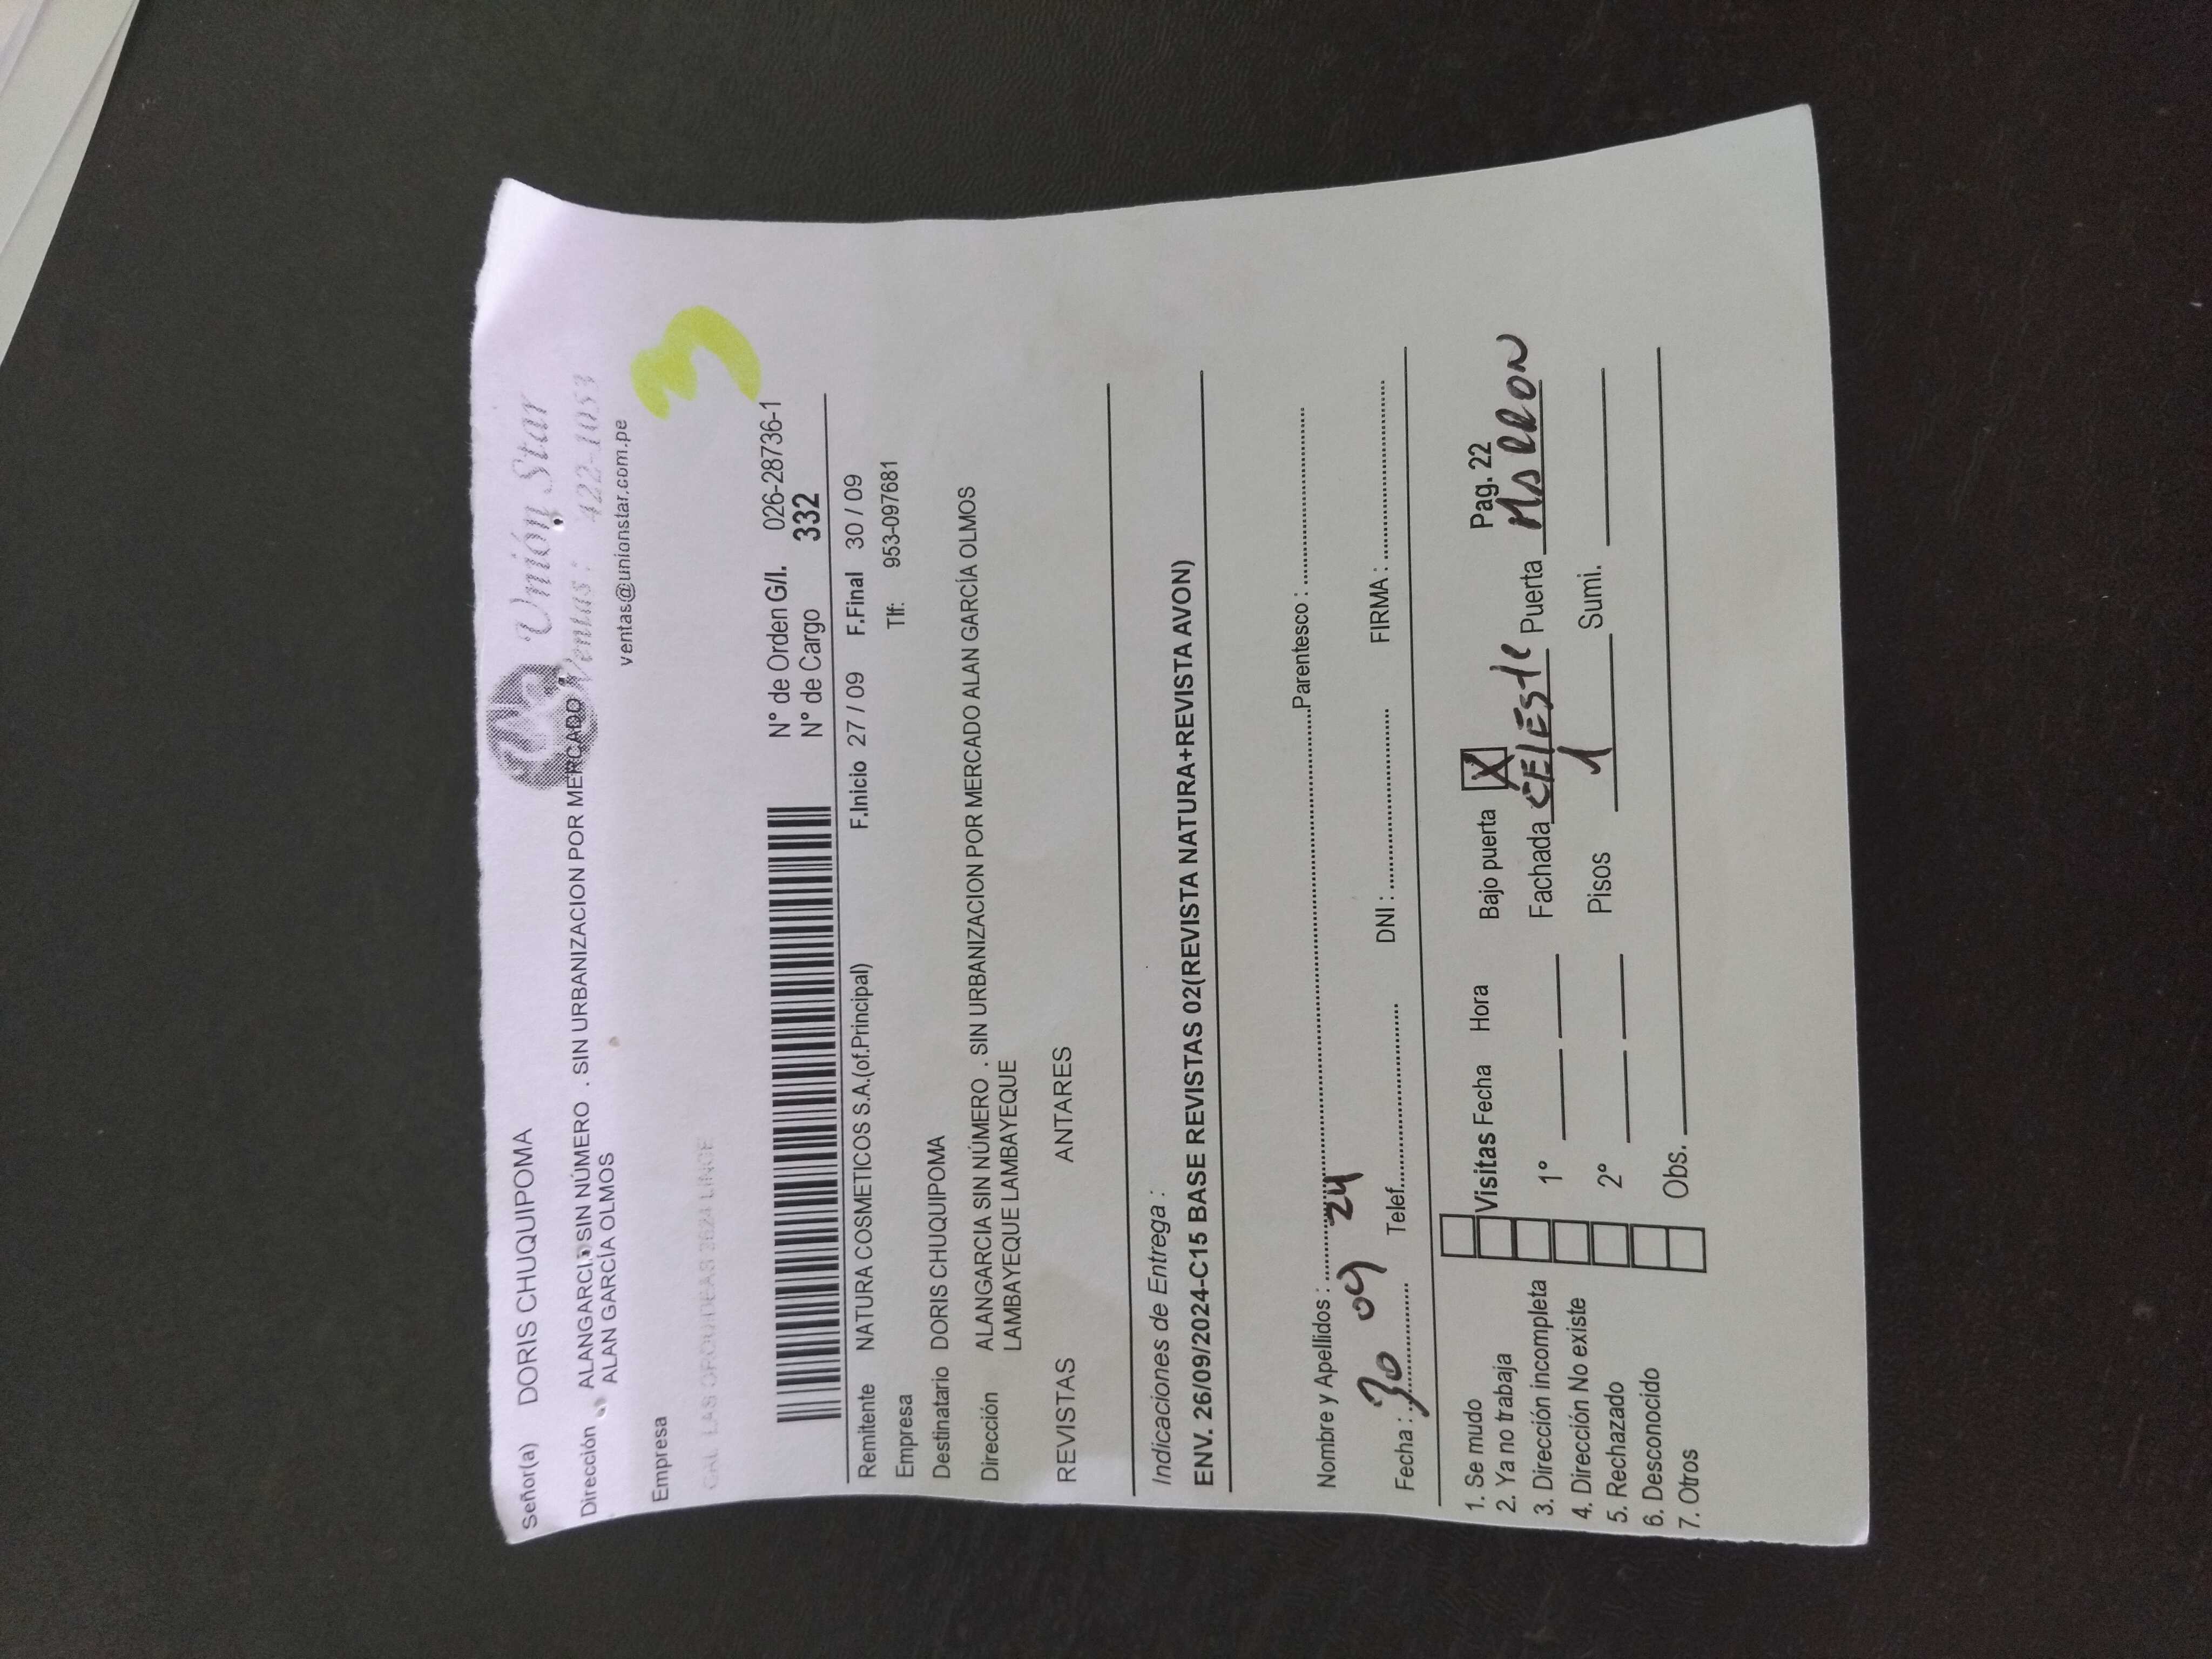 Señor(a) DORIS CHUQUIPOMA
Unión Star
Ventas: 422-1053
Dirección ALANGARCIA SIN NÚMERO . SIN URBANIZACION POR MERCADO
ALAN GARCÍA OLMOS
ventas@unionstar.com.pe
Empresa
3
CAL. LAS ORQUIDEAS 2624 LINCE
N° de Orden G/I. 026-28736-1
N° de Cargo 332
Remitente NATURA COSMETICOS S.A.(of.Principal) F.Inicio 27 / 09 F.Final 30 / 09
Empresa Tlf: 953-097681
Destinatario DORIS CHUQUIPOMA
Dirección ALANGARCIA SIN NÚMERO . SIN URBANIZACION POR MERCADO ALAN GARCÍA OLMOS
LAMBAYEQUE LAMBAYEQUE
REVISTAS ANTARES
Indicaciones de Entrega :
ENV. 26/09/2024-C15 BASE REVISTAS 02(REVISTA NATURA+REVISTA AVON)
Nombre y Apellidos : Parentesco :
Fecha : 30 09 24 Telef. DNI : FIRMA :
1. Se mudo
2. Ya no trabaja
3. Dirección incompleta
4. Dirección No existe
5. Rechazado
6. Desconocido
7. Otros
Visitas Fecha Hora Bajo puerta X Pag. 22
1° Fachada CElEste Puerta MARRON
2° Pisos 1 Sumi.
Obs.